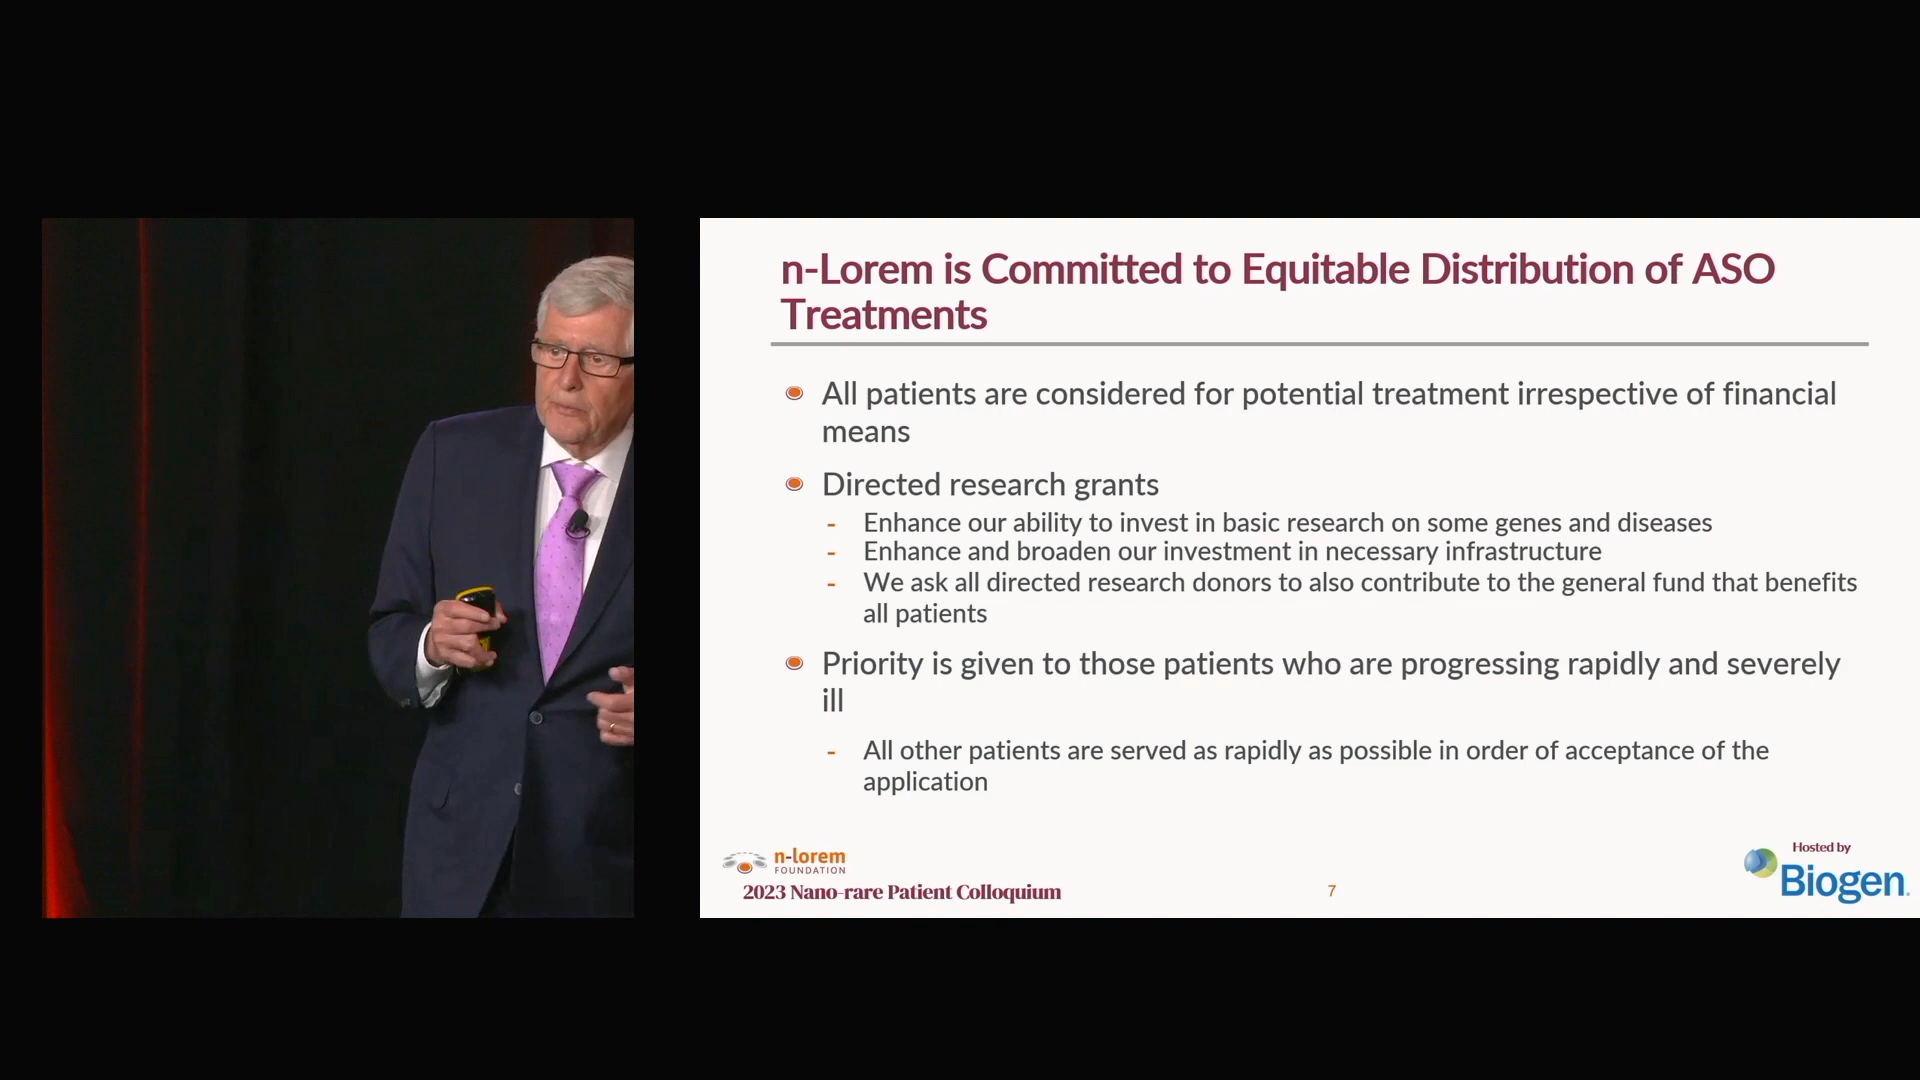 n-Lorem is Committed to Equitable Distribution of ASO
Treatments
All patients are considered for potential treatment irrespective of financial
means
Directed research grants
- Enhance our ability to invest in basic research on some genes and diseases
- Enhance and broaden our investment in necessary infrastructure
- We ask all directed research donors to also contribute to the general fund that benefits
all patients
Priority is given to those patients who are progressing rapidly and severely
ill
- All other patients are served as rapidly as possible in order of acceptance of the
application
n-lorem
FOUNDATION
2023 Nano-rare Patient Colloquium
7
Hosted by
Biogen.